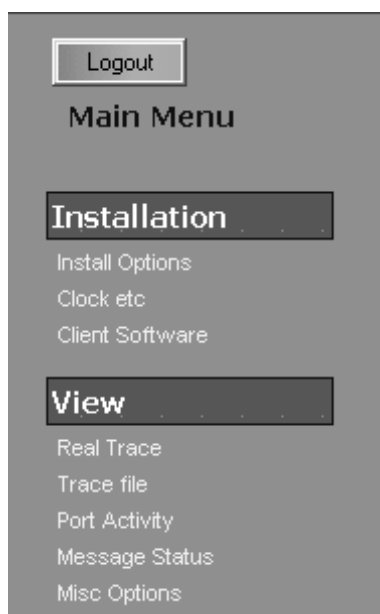 Logout
Main Menu
Installation
Install Options
Clock etc
Client Software
View
Real Trace
Trace file
Port Activity
Message Status
Misc Options